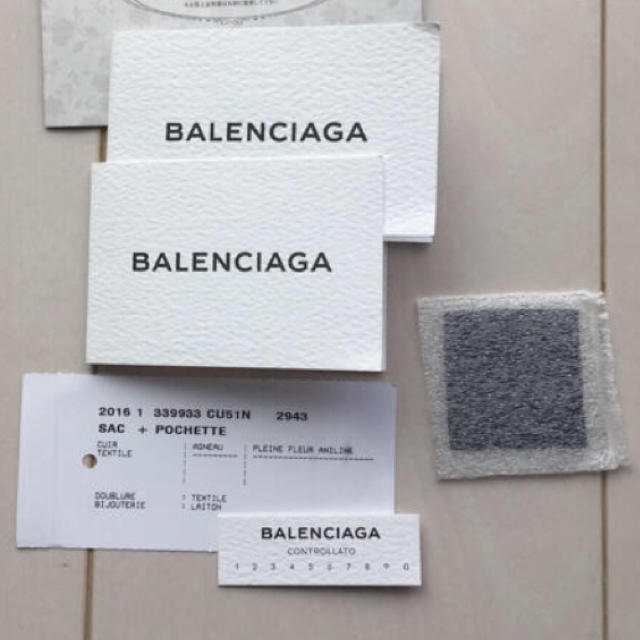 BALENCIAGA
BALENCIAGA
2016 1 339933 CU51N 2943
SAC + POCHETTE
CUIR AGNEAU PLEINE FLEUR ANILINE
TEXTILE
DOUBLURE : TEXTILE
BIJOUTERIE : LAITON
BALENCIAGA
CONTROLLATO
1 2 3 4 5 6 7 8 9 0